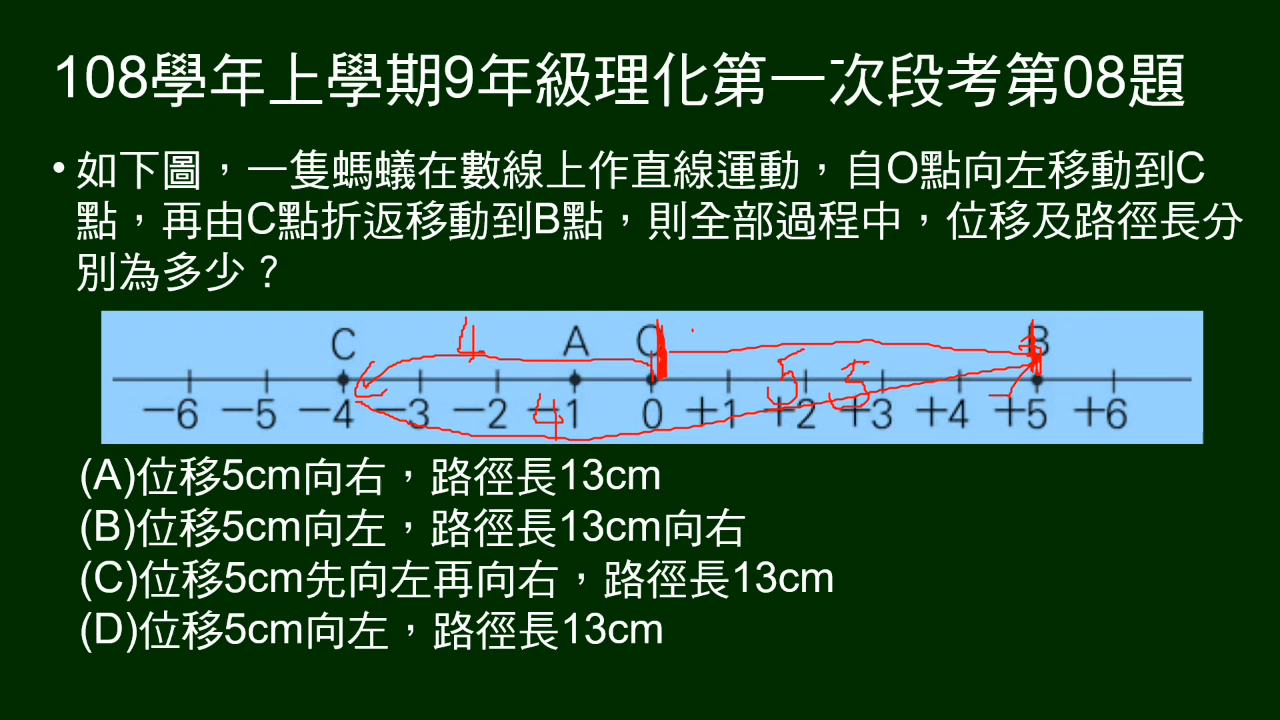 108學年上學期9年級理化第一次段考第08題
•如下圖，一隻螞蟻在數線上作直線運動，自O點向左移動到C
點，再由C點折返移動到B點，則全部過程中，位移及路徑長分
別為多少？
C A O B
4 5 5
−6 −5 −4 −3 −2 −1 0 +1 +2 +3 +4 +5 +6
4
(A)位移5cm向右，路徑長13cm
(B)位移5cm向左，路徑長13cm向右
(C)位移5cm先向左再向右，路徑長13cm
(D)位移5cm向左，路徑長13cm